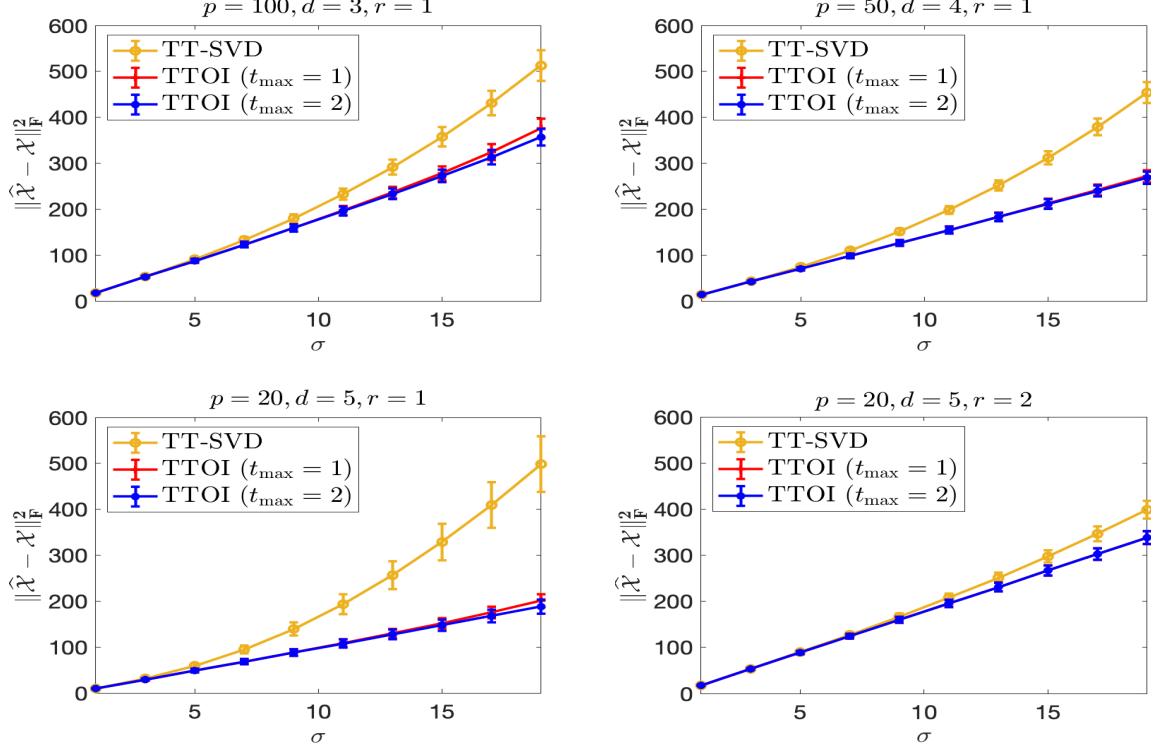 p = 100, d = 3, r = 1
600
500
400
300
200
100
0
‖𝒳̂ − 𝒳‖²_F
TT-SVD
TTOI (t_max = 1)
TTOI (t_max = 2)
5 10 15
σ
p = 50, d = 4, r = 1
600
500
400
300
200
100
0
‖𝒳̂ − 𝒳‖²_F
TT-SVD
TTOI (t_max = 1)
TTOI (t_max = 2)
5 10 15
σ
p = 20, d = 5, r = 1
600
500
400
300
200
100
0
‖𝒳̂ − 𝒳‖²_F
TT-SVD
TTOI (t_max = 1)
TTOI (t_max = 2)
5 10 15
σ
p = 20, d = 5, r = 2
600
500
400
300
200
100
0
‖𝒳̂ − 𝒳‖²_F
TT-SVD
TTOI (t_max = 1)
TTOI (t_max = 2)
5 10 15
σ